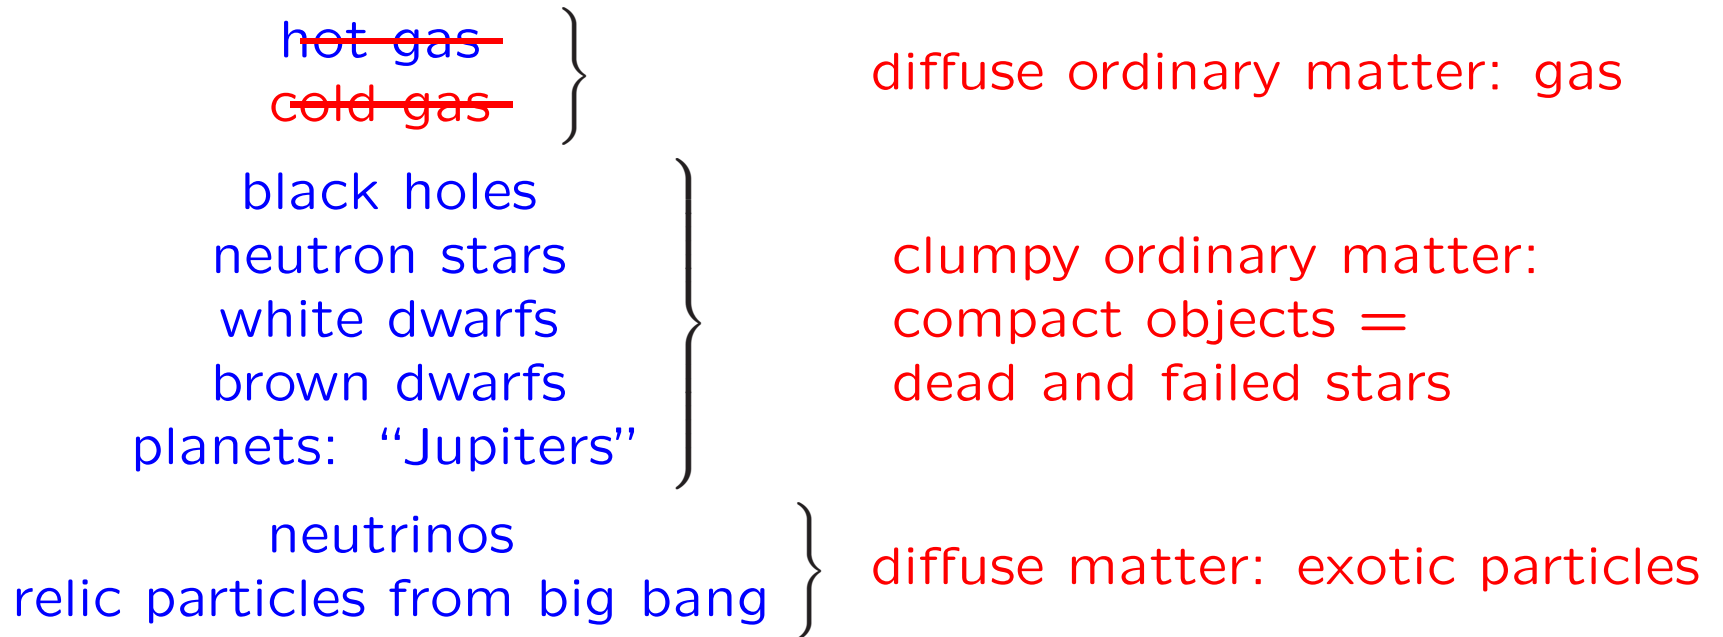 hot gas
cold gas
diffuse ordinary matter: gas
black holes
neutron stars
white dwarfs
brown dwarfs
planets: “Jupiters”
clumpy ordinary matter:
compact objects =
dead and failed stars
neutrinos
relic particles from big bang
diffuse matter: exotic particles